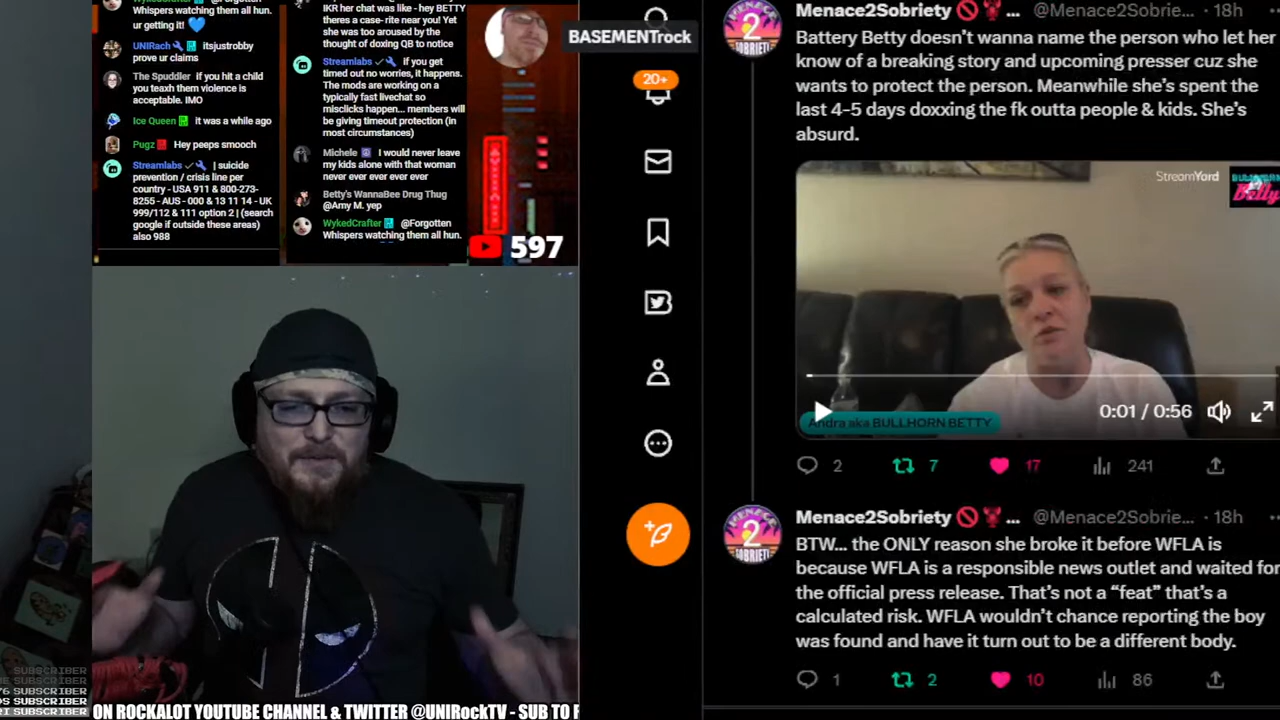 Whispers watching them all hun.
ur getting it! 💙
UNIRach 🔧 itsjustrobby
prove ur claims
The Spuddler if you hit a child
you teaxh them violence is
acceptable. IMO
Ice Queen It was a while ago
Pugz Hey peeps smooch
Streamlabs ✓ 🔧 | suicide
prevention / crisis line per
country - USA 911 & 800-273-
8255 - AUS - 000 & 13 11 14 - UK
999/112 & 111 option 2 | (search
google if outside these areas)
also 988
IKR her chat was like - hey BETTY
theres a case- rite near you! Yet
she was too aroused by the
thought of doxing QB to notice
Streamlabs ✓ 🔧 if you get
timed out no worries, it happens.
The mods are working on a
typically fast livechat so
misclicks happen... members will
be giving timeout protection (in
most circumstances)
Michele I would never leave
my kids alone with that woman
never ever ever ever
Betty's WannaBee Drug Thug
@Amy M. yep
WykedCrafter @Forgotten
Whispers watching them all hun.
BASEMENTrock
597
20+
Menace2Sobriety 🚫 ... @Menace2Sobrie... · 18h
Battery Betty doesn't wanna name the person who let her
know of a breaking story and upcoming presser cuz she
wants to protect the person. Meanwhile she's spent the
last 4-5 days doxxing the fk outta people & kids. She's
absurd.
StreamYard
Betty
0:01 / 0:56
Andra aka BULLHORN BETTY
2 7 17 241
Menace2Sobriety 🚫 ... @Menace2Sobrie... · 18h
BTW... the ONLY reason she broke it before WFLA is
because WFLA is a responsible news outlet and waited for
the official press release. That's not a “feat” that's a
calculated risk. WFLA wouldn't chance reporting the boy
was found and have it turn out to be a different body.
1 2 10 86
MENACE
2
SOBRIETY
SUBSCRIBER
SUBSCRIBER
SUBSCRIBER
SUBSCRIBER
SUBSCRIBER
ON ROCKALOT YOUTUBE CHANNEL & TWITTER @UNIRockTV - SUB TO